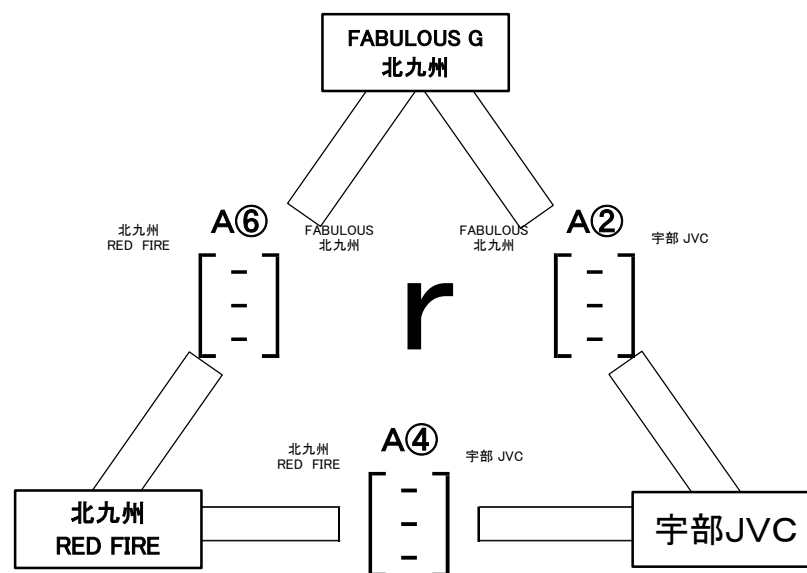 FABULOUS G
北九州
北九州
RED FIRE
A⑥
FABULOUS
北九州
FABULOUS
北九州
A②
宇部 JVC
-
-
-
r
-
-
-
北九州
RED FIRE
A④
宇部 JVC
-
-
-
北九州
RED FIRE
宇部JVC